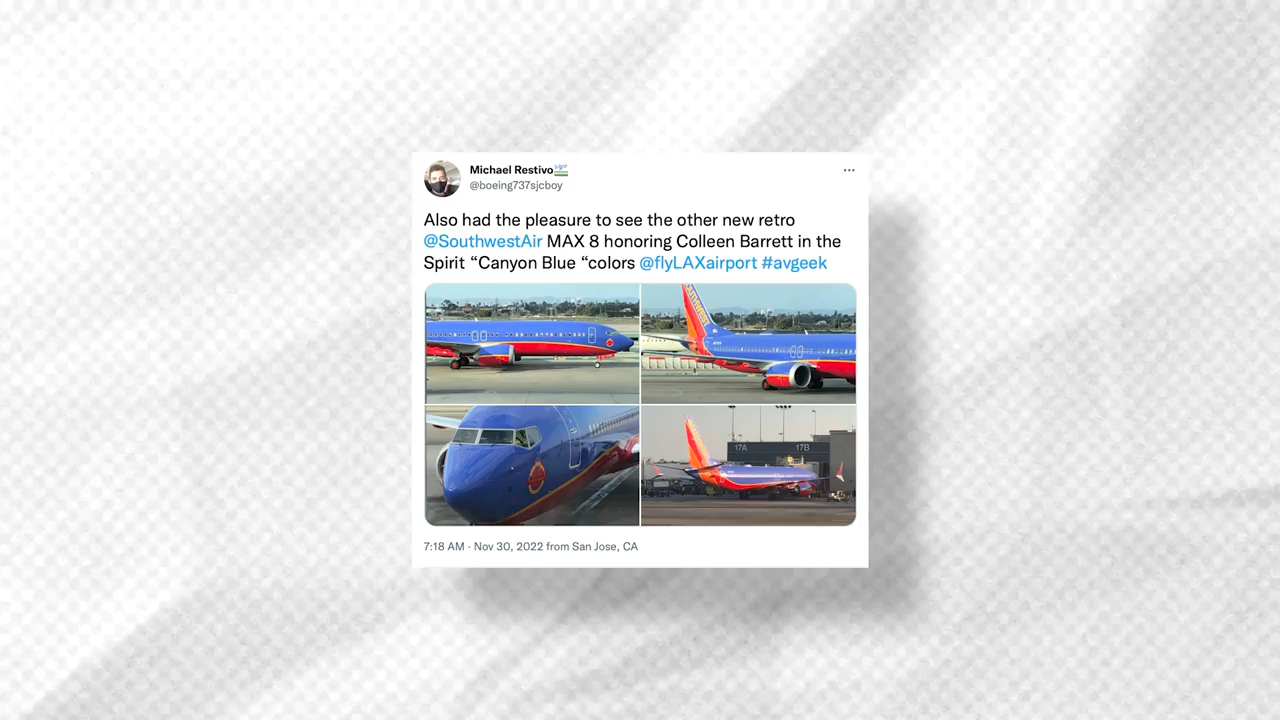 Michael Restivo
@boeing737sjcboy
Also had the pleasure to see the other new retro
@SouthwestAir MAX 8 honoring Colleen Barrett in the
Spirit “Canyon Blue “colors @flyLAXairport #avgeek
SOUTHWEST
17A 17B
7:18 AM · Nov 30, 2022 from San Jose, CA